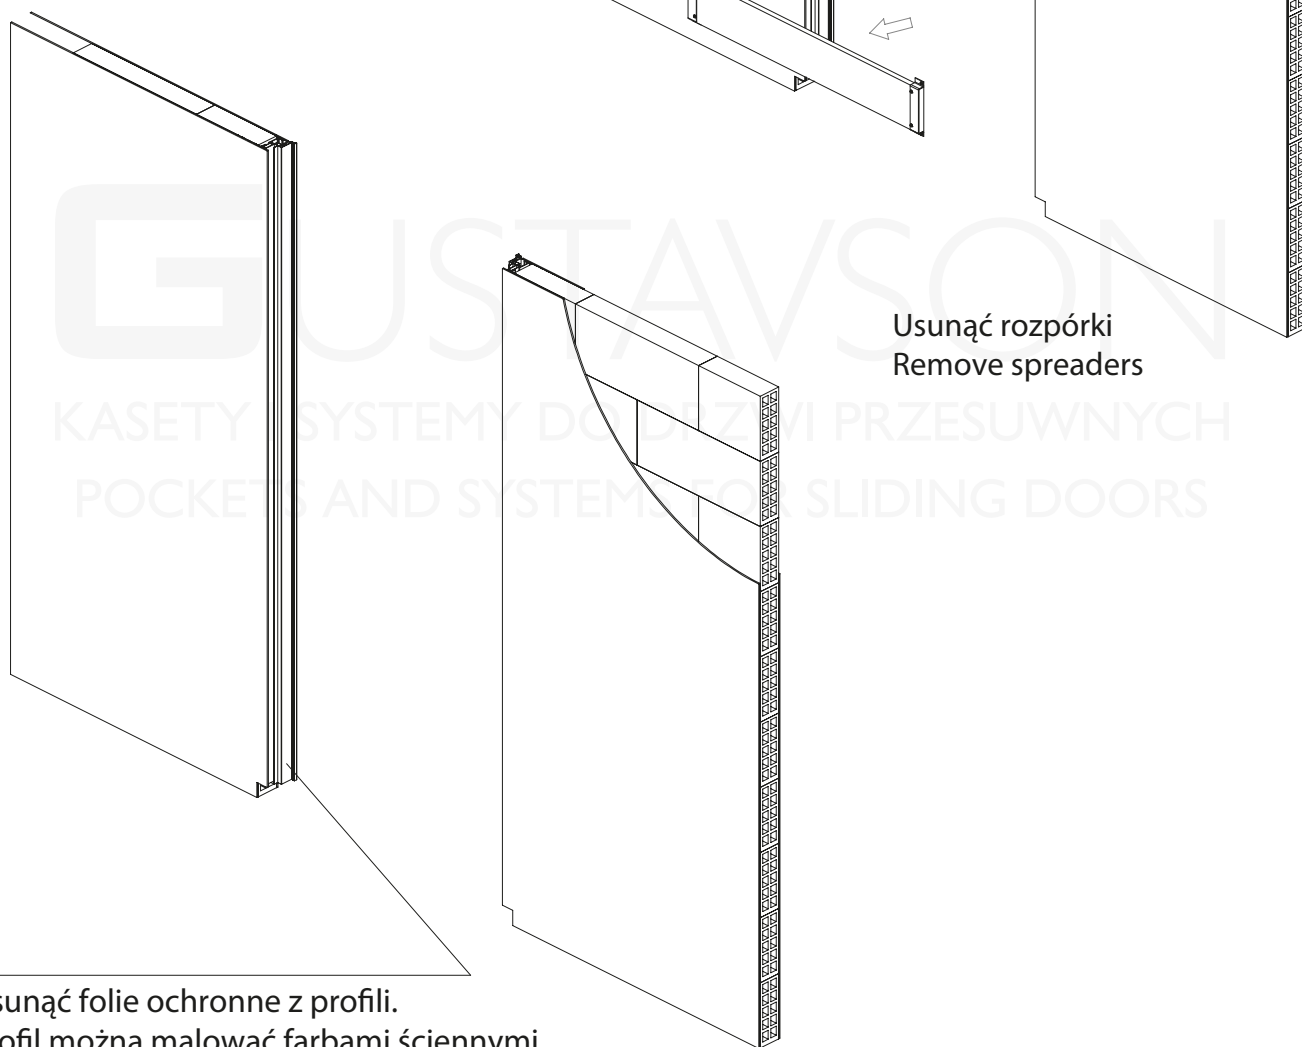 GUSTAVSON
KASETY I SYSTEMY DO DRZWI PRZESUWNYCH
POCKETS AND SYSTEMS FOR SLIDING DOORS
Usunąć rozpórki
Remove spreaders
sunąć folie ochronne z profili.
ofil można malować farbami ściennymi